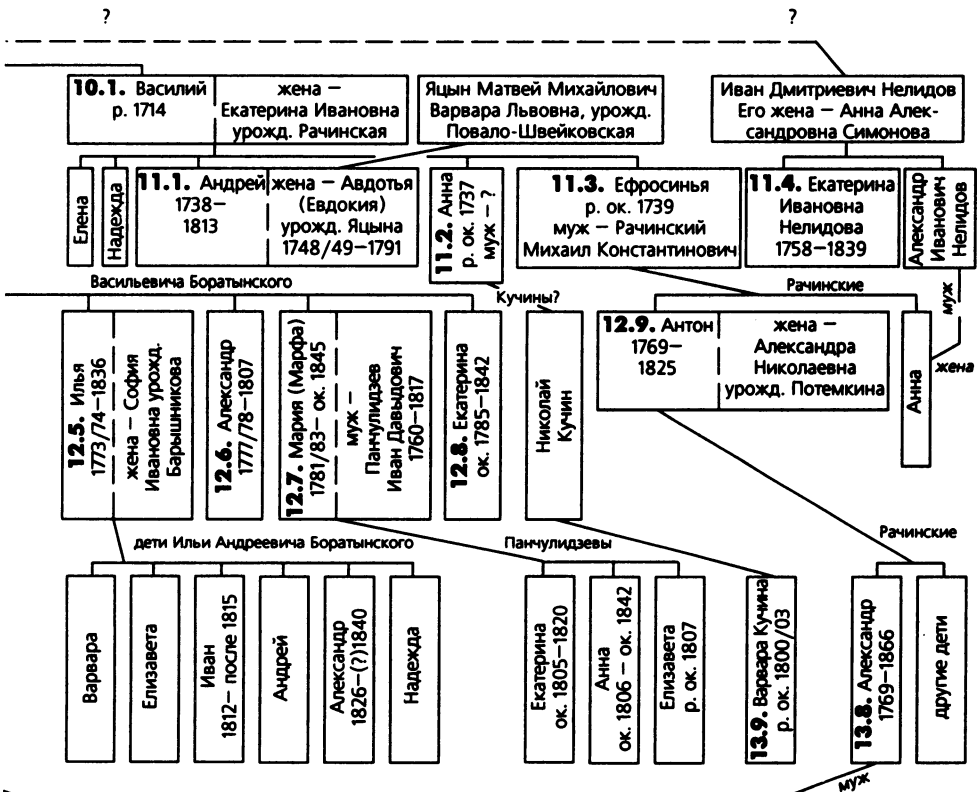 ?
?
10.1. Василий
р. 1714
жена –
Екатерина Ивановна
урожд. Рачинская
Яцын Матвей Михайлович
Варвара Львовна, урожд.
Повало-Швейковская
Иван Дмитриевич Нелидов
Его жена – Анна Алек-
сандровна Симонова
Елена
Надежда
11.1. Андрей
1738–
1813
жена – Авдотья
(Евдокия)
урожд. Яцына
1748/49–1791
11.2. Анна
р. ок. 1737
муж – ?
11.3. Ефросинья
р. ок. 1739
муж – Рачинский
Михаил Константинович
11.4. Екатерина
Ивановна
Нелидова
1758–1839
Александр
Иванович
Нелидов
Васильевича Боратынского
Кучины?
Рачинские
муж
жена
12.5. Илья
1773/74–1836
жена – София
Ивановна урожд.
Барышникова
12.6. Александр
1777/78–1807
12.7. Мария (Марфа)
1781/83– ок. 1845
муж –
Панчулидзев
Иван Давыдович
1760–1817
12.8. Екатерина
ок. 1785–1842
Николай
Кучин
12.9. Антон
1769–
1825
жена –
Александра
Николаевна
урожд. Потемкина
Анна
дети Ильи Андреевича Боратынского
Панчулидзевы
Рачинские
Варвара
Елизавета
Иван
1812– после 1815
Андрей
Александр
1826–(?)1840
Надежда
Екатерина
ок. 1805–1820
Анна
ок. 1806 – ок. 1842
Елизавета
р. ок. 1807
13.9. Варвара Кучина
р. ок. 1800/03
13.8. Александр
1769–1866
другие дети
муж